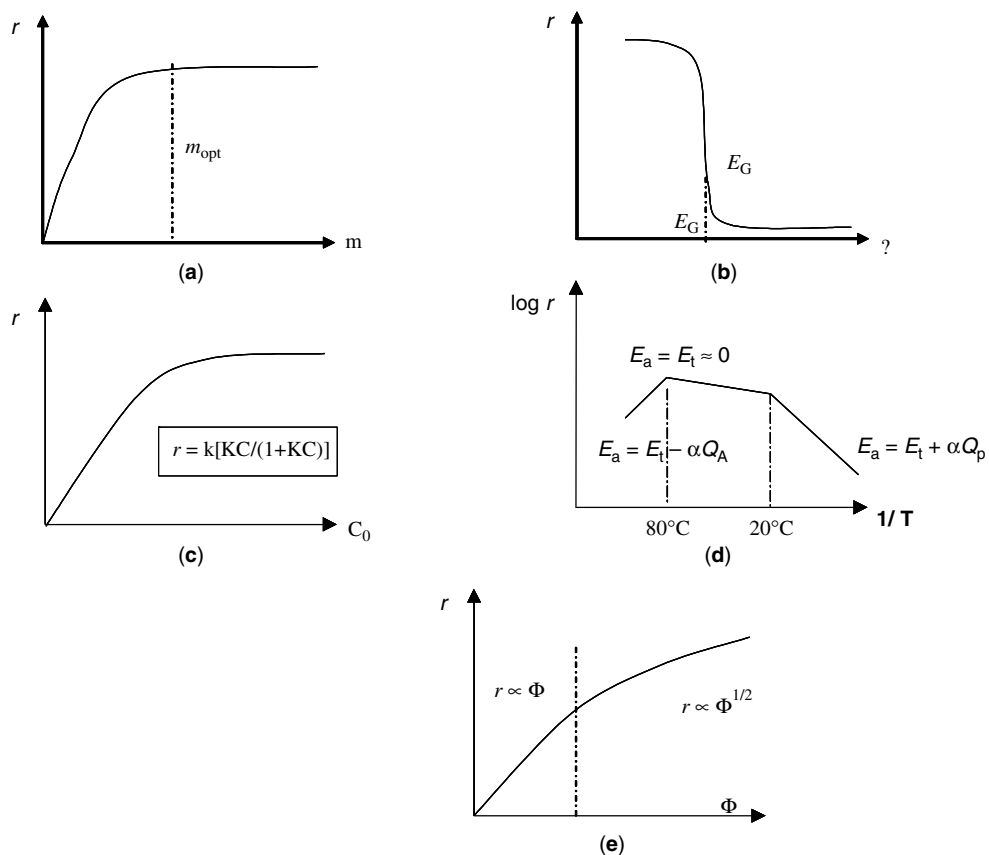 r
m_opt
m
(a)
r
E_G
E_G
?
(b)
r
r = k[KC/(1+KC)]
C_0
(c)
log r
E_a = E_t ≈ 0
E_a = E_t − αQ_A
E_a = E_t + αQ_p
80°C
20°C
1/ T
(d)
r
r ∝ Φ
r ∝ Φ^1/2
Φ
(e)